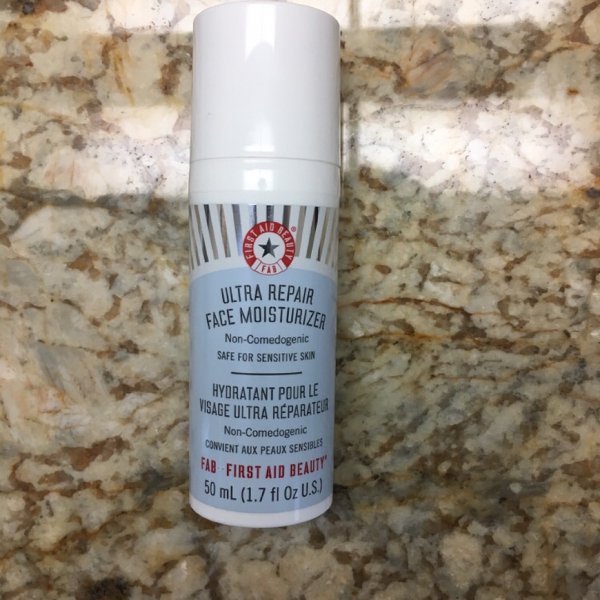 FIRST AID BEAUTY®
FAB
ULTRA REPAIR
FACE MOISTURIZER
Non-Comedogenic
SAFE FOR SENSITIVE SKIN
HYDRATANT POUR LE
VISAGE ULTRA RÉPARATEUR
Non-Comedogenic
CONVIENT AUX PEAUX SENSIBLES
FAB FIRST AID BEAUTY®
50 mL (1.7 fl Oz U.S.)